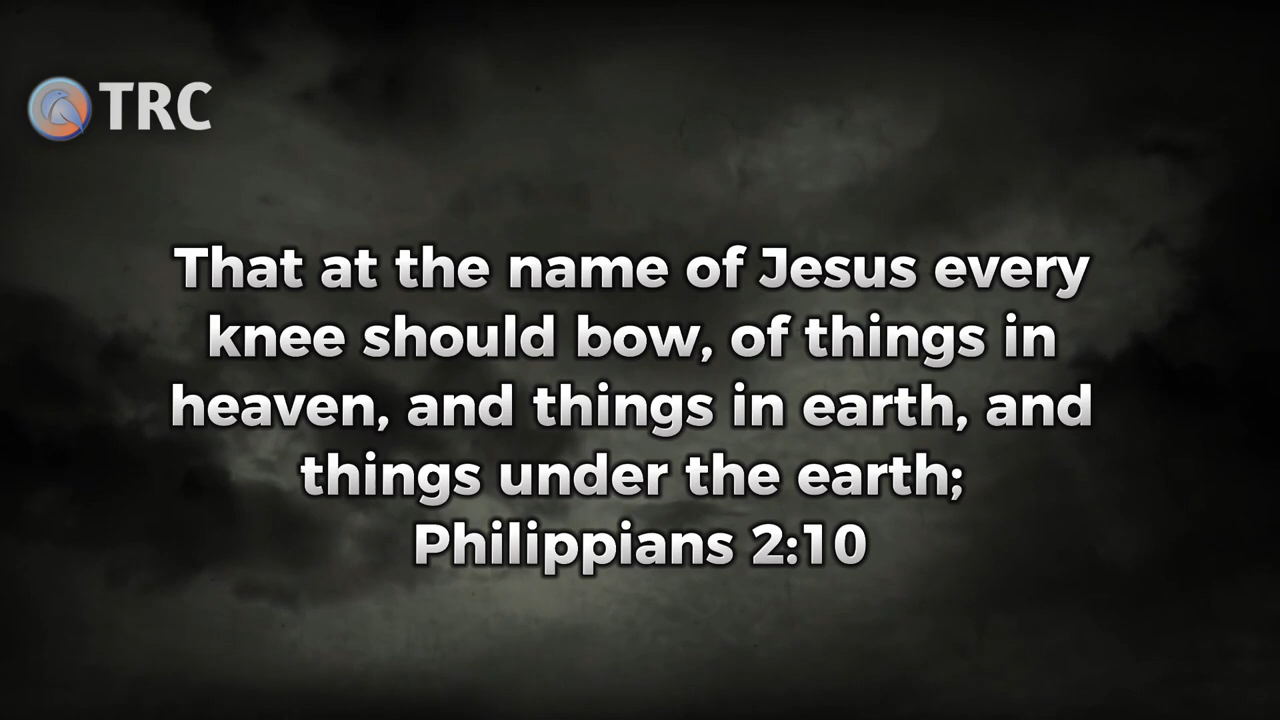 TRC
That at the name of Jesus every
knee should bow, of things in
heaven, and things in earth, and
things under the earth;
Philippians 2:10